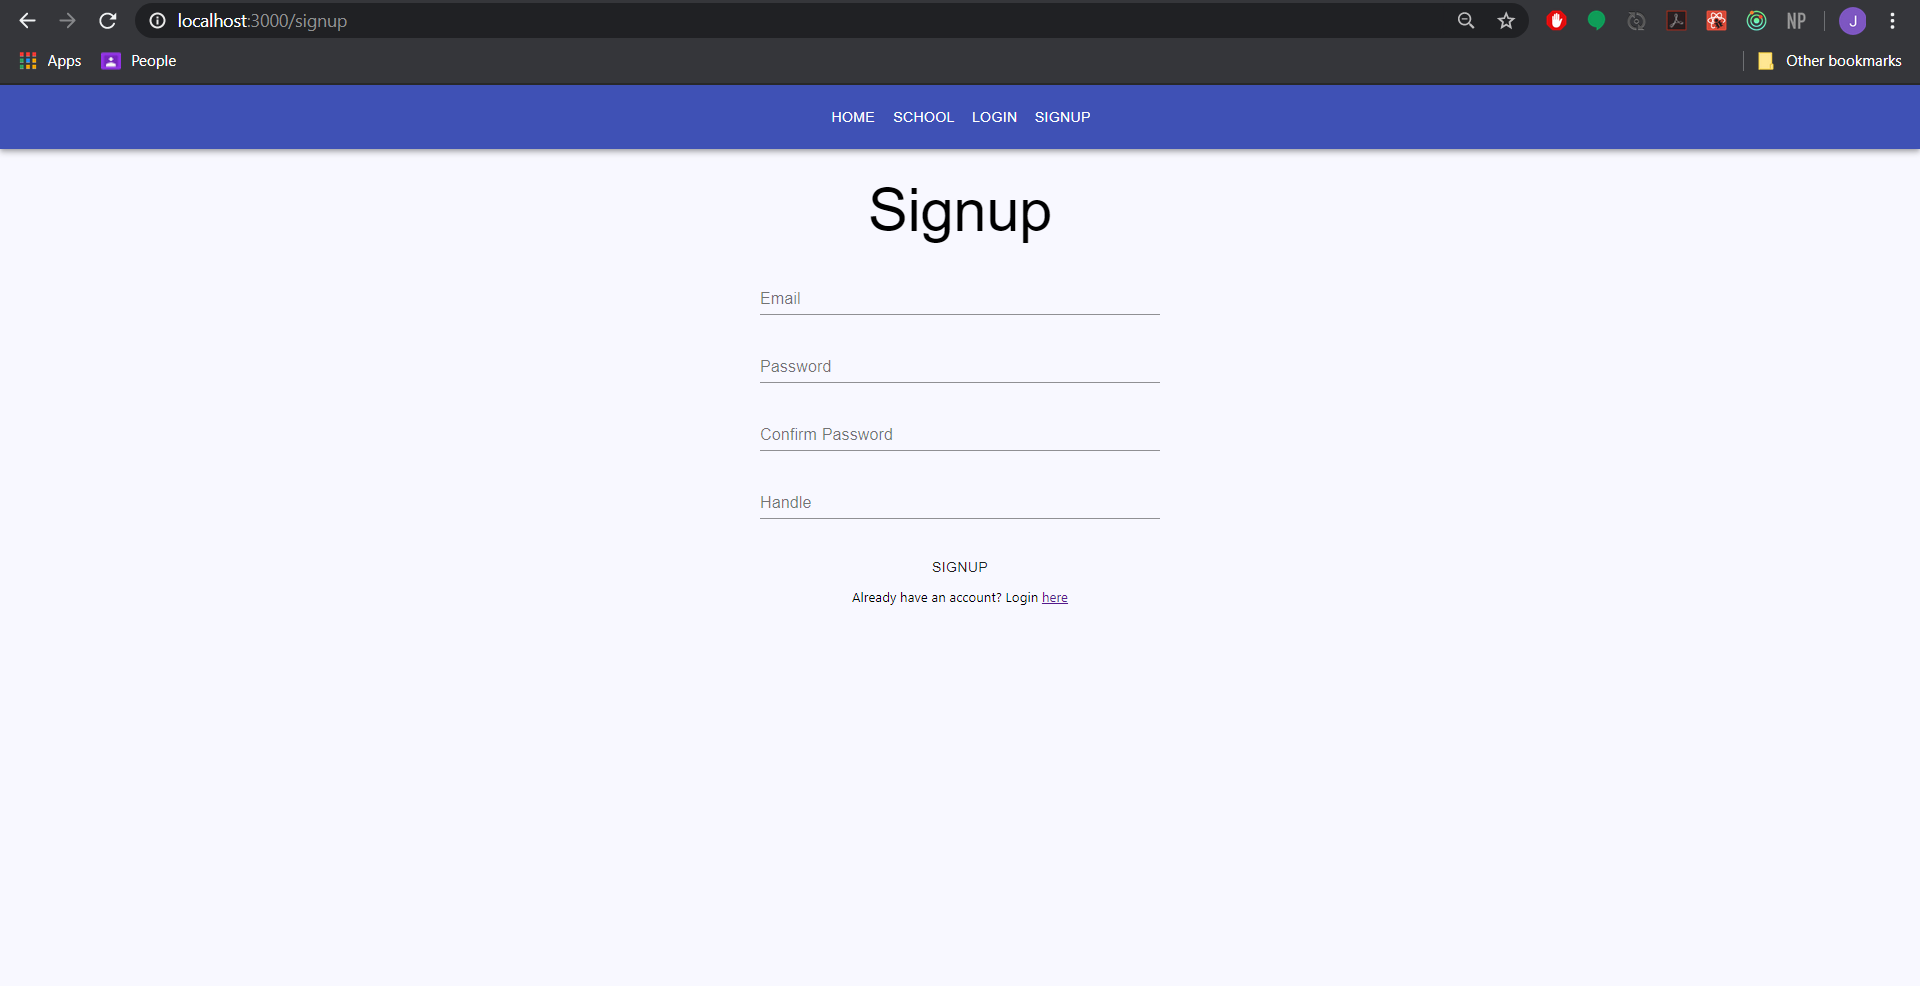 localhost:3000/signup
NP
J
Apps People Other bookmarks
HOME SCHOOL LOGIN SIGNUP
Signup
Email
Password
Confirm Password
Handle
SIGNUP
Already have an account? Login here